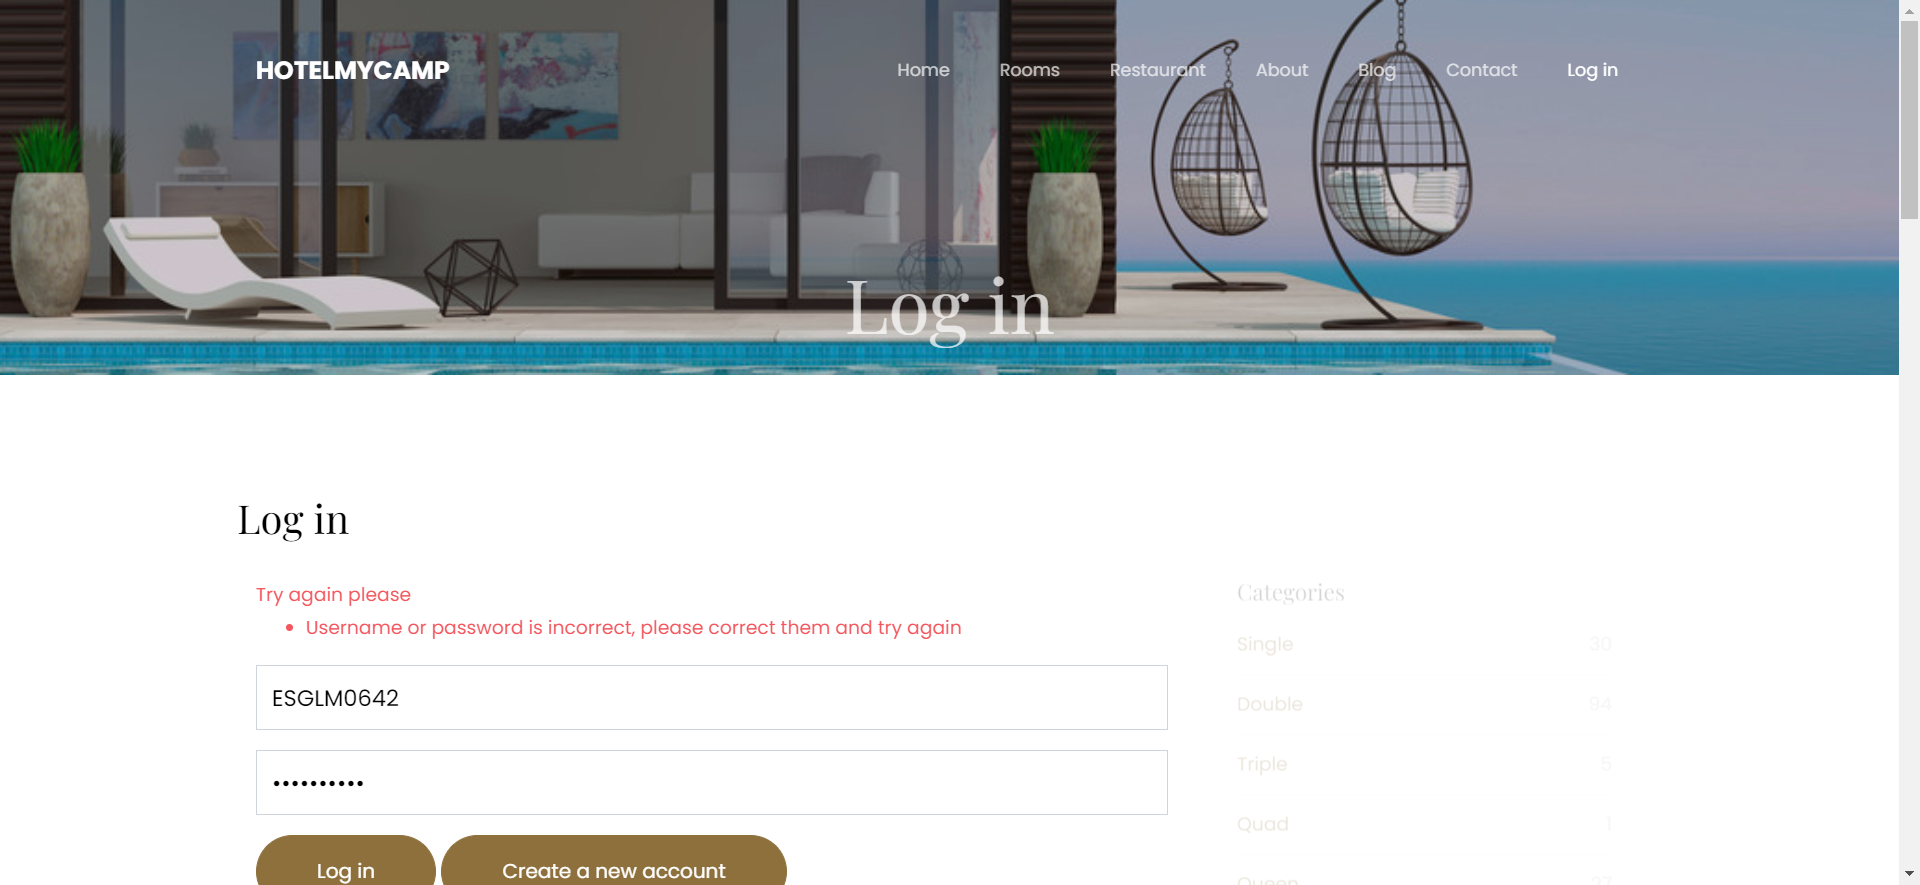 HOTELMYCAMP
Home Rooms Restaurant About Blog Contact Log in
Log in
Log in
Try again please
Username or password is incorrect, please correct them and try again
ESGLM0642
••••••••••
Log in Create a new account
Categories
Single 30
Double 94
Triple 5
Quad 1
Queen 27